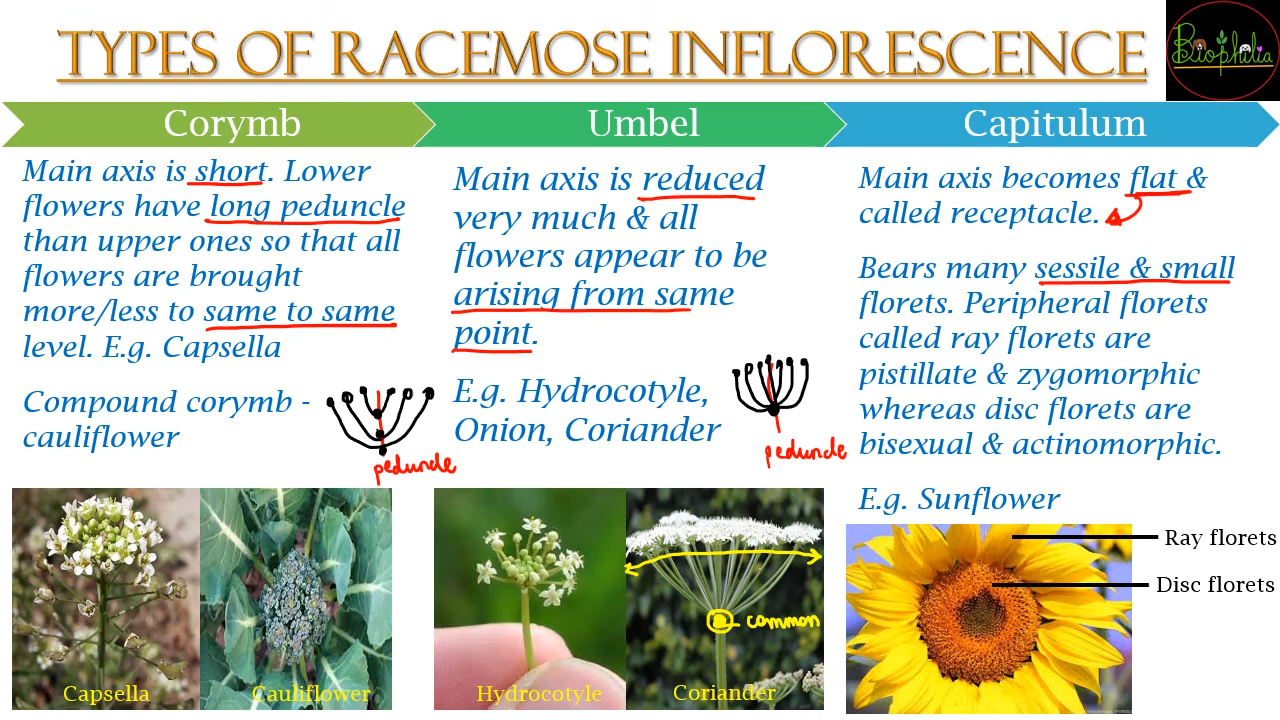 TYPES OF RACEMOSE INFLORESCENCE
Biophilia
Corymb
Main axis is short. Lower
flowers have long peduncle
than upper ones so that all
flowers are brought
more/less to same to same
level. E.g. Capsella
Compound corymb -
cauliflower
peduncle
Capsella
Cauliflower
Umbel
Main axis is reduced
very much & all
flowers appear to be
arising from same
point.
E.g. Hydrocotyle,
Onion, Coriander
peduncle
common
Hydrocotyle
Coriander
Capitulum
Main axis becomes flat &
called receptacle.
Bears many sessile & small
florets. Peripheral florets
called ray florets are
pistillate & zygomorphic
whereas disc florets are
bisexual & actinomorphic.
E.g. Sunflower
Ray florets
Disc florets